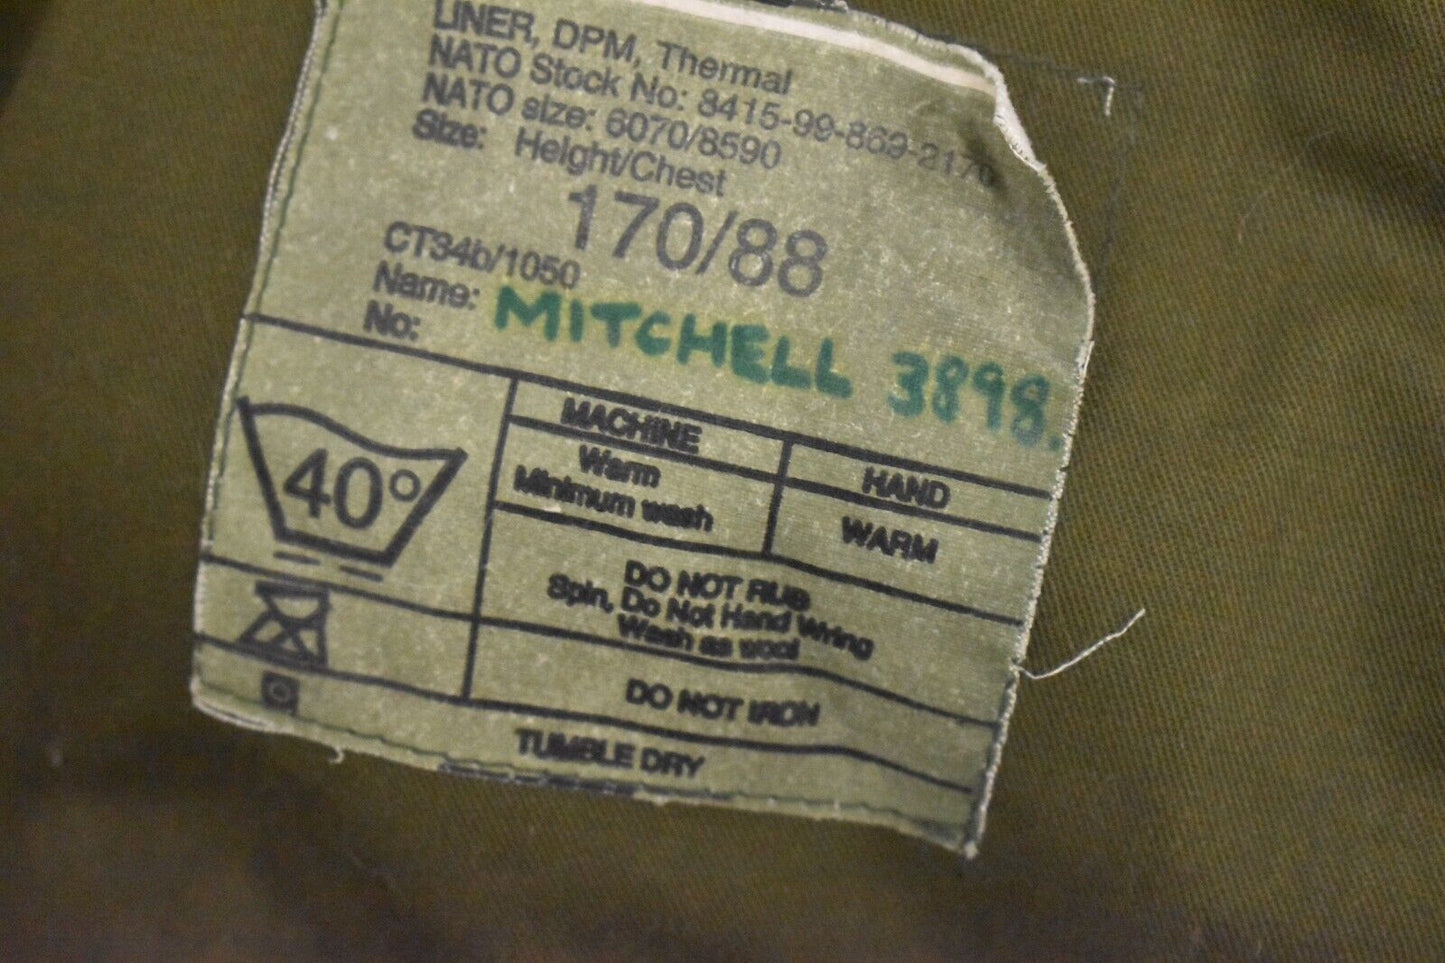 LINER, DPM, Thermal
NATO Stock No: 8415-99-869-2170
NATO size: 6070/8590
Size: Height/Chest
170/88
CT34b/1050
Name: MITCHELL 3898.
No:
40°
MACHINE
HAND
Warm
Minimum wash
WARM
DO NOT RUB
Spin, Do Not Hand Wring
Wash as wool
DO NOT IRON
TUMBLE DRY